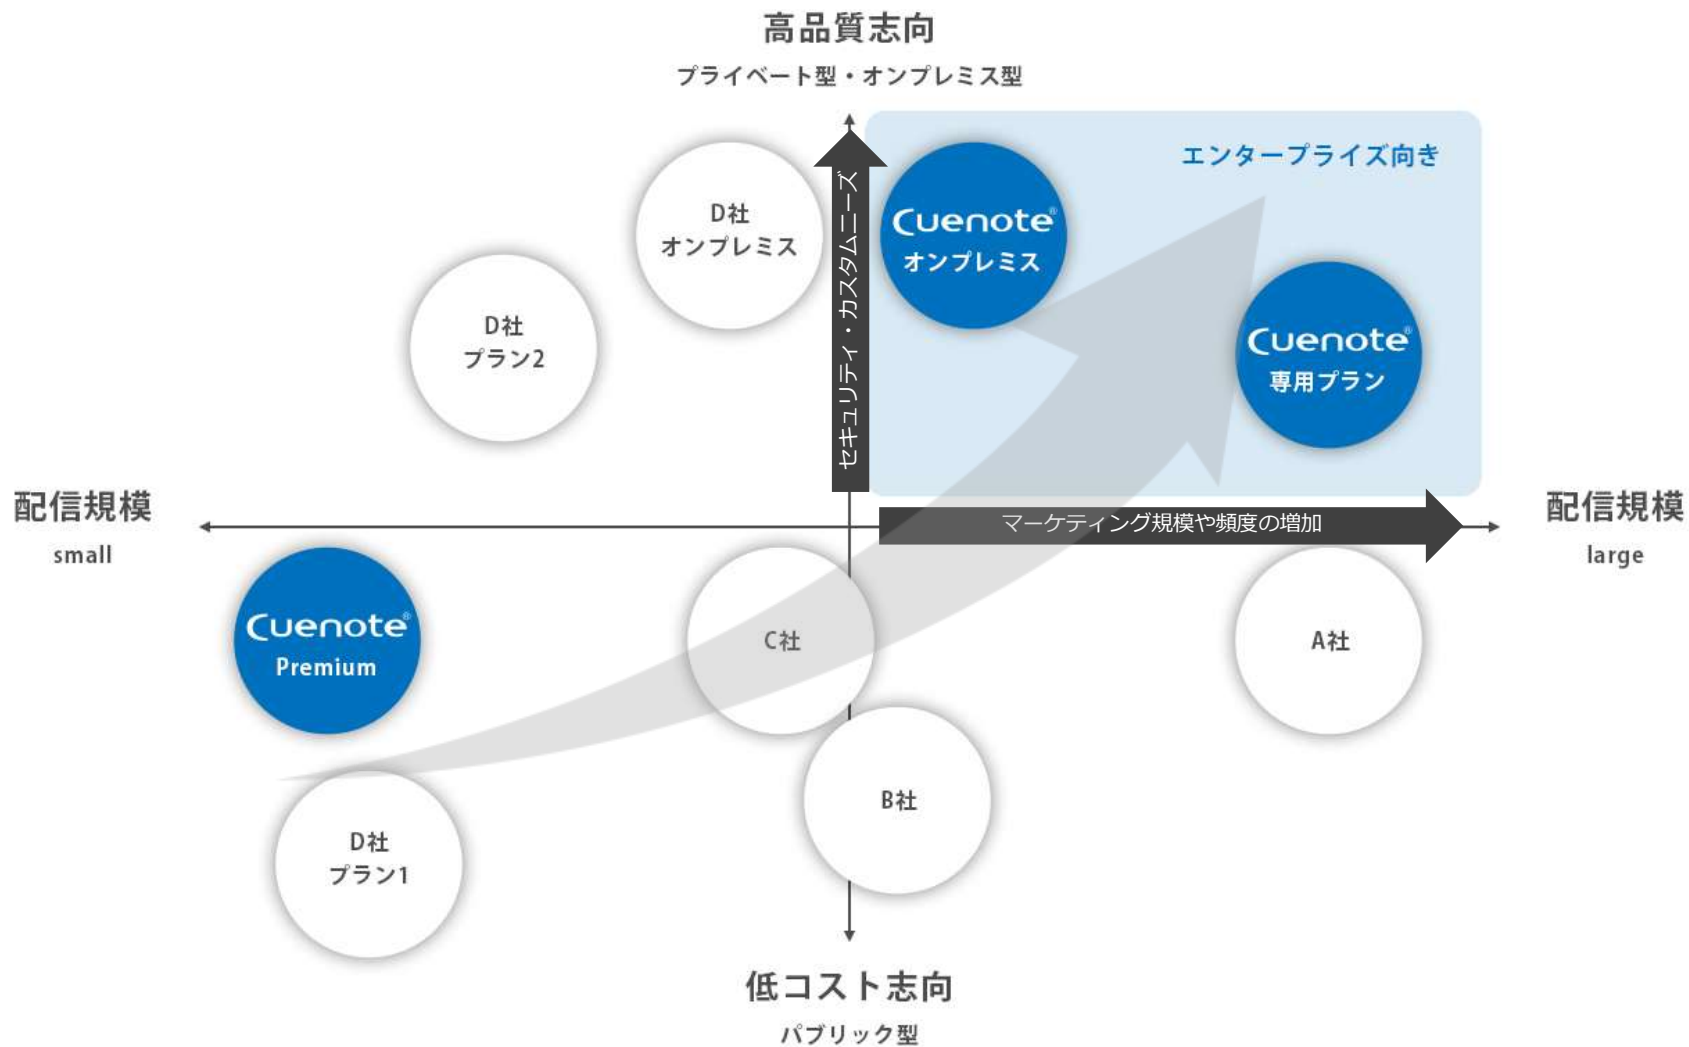 高品質志向
プライベート型・オンプレミス型
エンタープライズ向き
セキュリティ・カスタムニーズ
D社
オンプレミス
Cuenote®
オンプレミス
D社
プラン2
Cuenote®
専用プラン
配信規模
small
マーケティング規模や頻度の増加
配信規模
large
Cuenote®
Premium
C社
A社
B社
D社
プラン1
低コスト志向
パブリック型